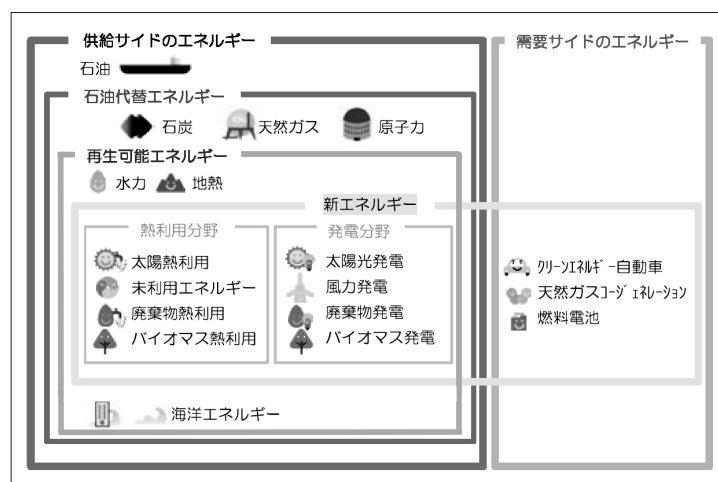 供給サイドのエネルギー
需要サイドのエネルギー
石油
石油代替エネルギー
石炭
天然ガス
原子力
再生可能エネルギー
水力
地熱
新エネルギー
熱利用分野
太陽熱利用
未利用エネルギー
廃棄物熱利用
バイオマス熱利用
発電分野
太陽光発電
風力発電
廃棄物発電
バイオマス発電
クリーンエネルギｰ自動車
天然ガスコージェネレーション
燃料電池
海洋エネルギー